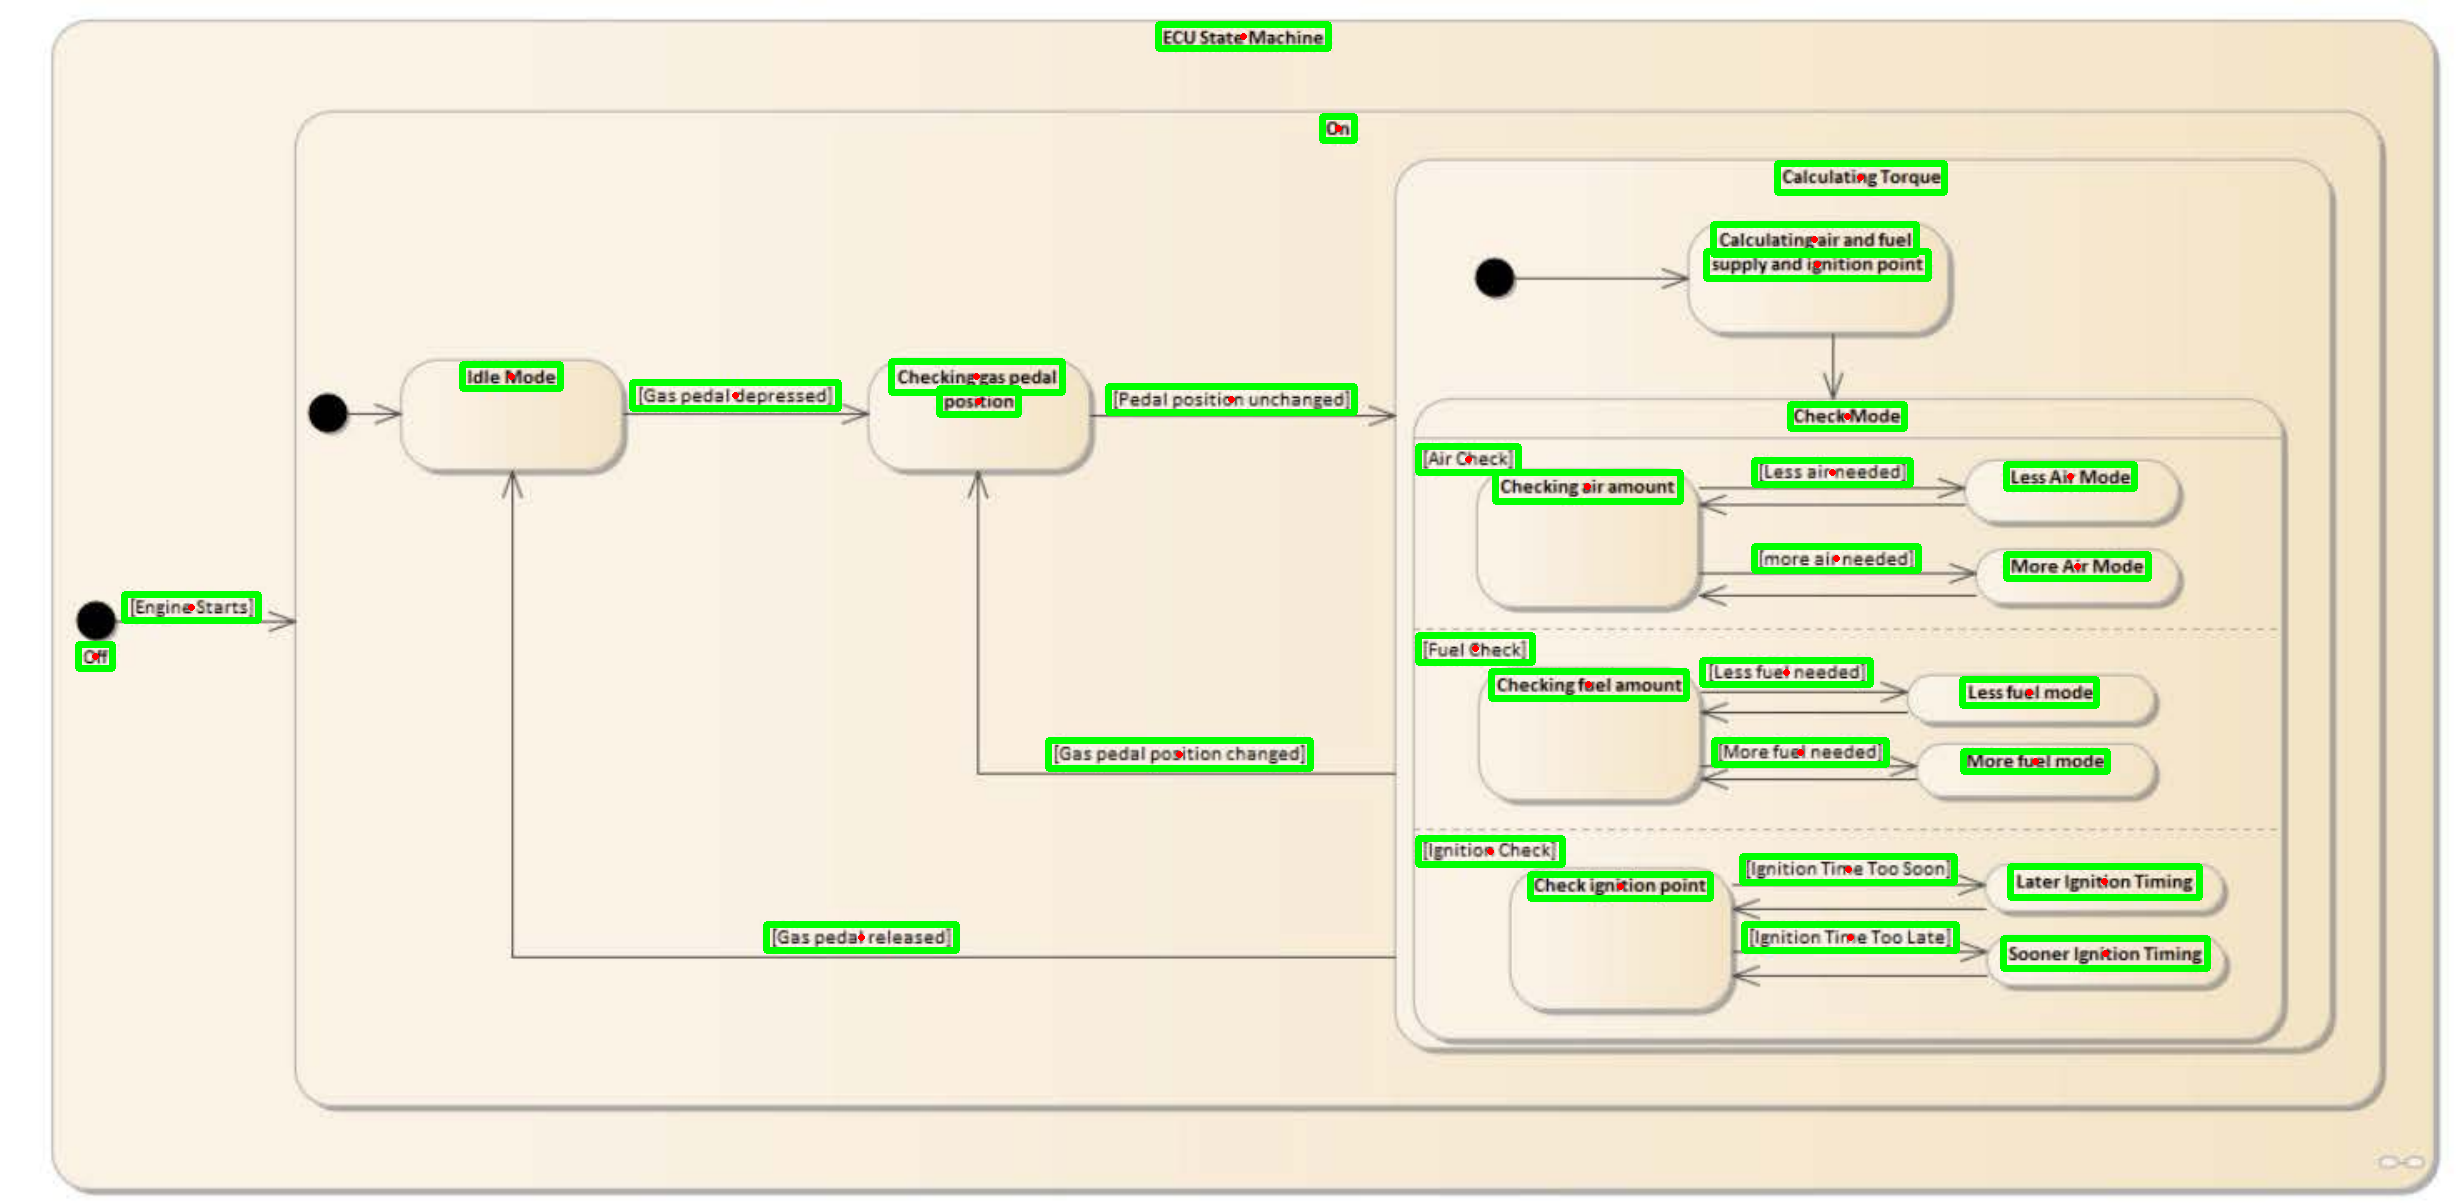 ECU State Machine
On
Calculating Torque
Calculating air and fuel
supply and ignition point
Idle Mode
[Gas pedal depressed]
Checking gas pedal
position
[Pedal position unchanged]
Check Mode
[Air Check]
Checking air amount
[Less air needed]
Less Air Mode
[more air needed]
More Air Mode
[Engine Starts]
Off
[Fuel Check]
Checking fuel amount
[Less fuel needed]
Less fuel mode
[More fuel needed]
More fuel mode
[Gas pedal position changed]
[Ignition Check]
Check ignition point
[Ignition Time Too Soon]
Later Ignition Timing
[Ignition Time Too Late]
Sooner Ignition Timing
[Gas pedal released]